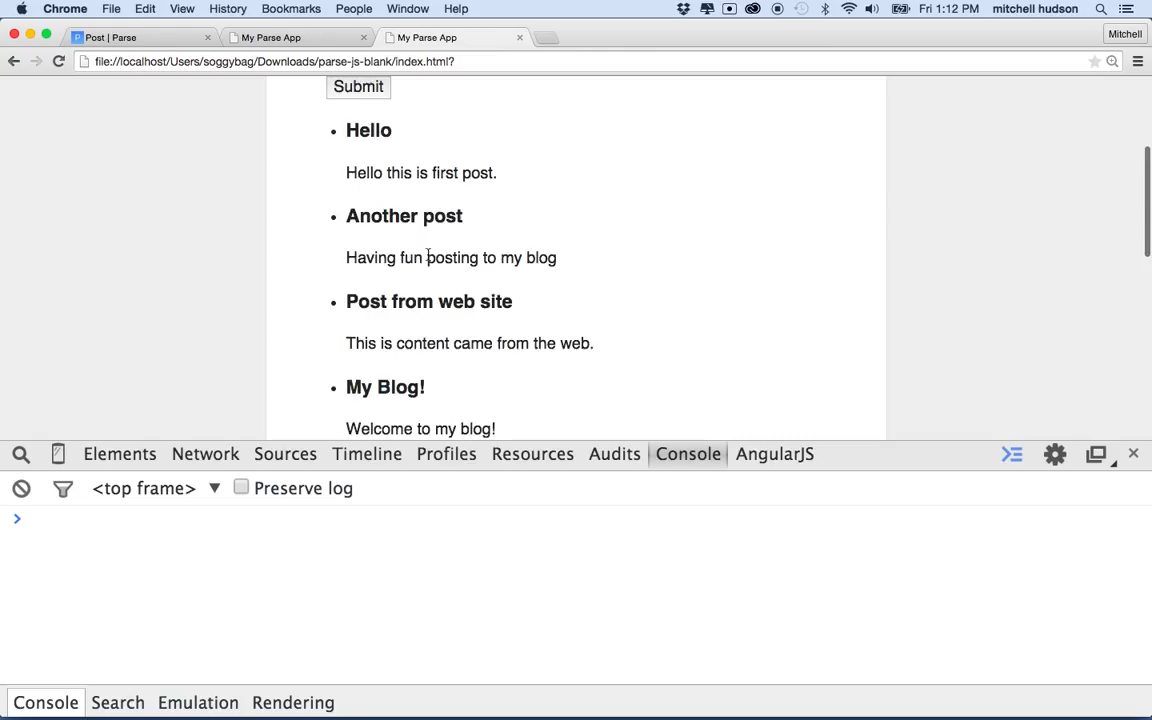 Chrome File Edit View History Bookmarks People Window Help Fri 1:12 PM mitchell hudson
Post | Parse × My Parse App × My Parse App × Mitchell
file://localhost/Users/soggybag/Downloads/parse-js-blank/index.html?
Submit
• Hello
Hello this is first post.
• Another post
Having fun posting to my blog
• Post from web site
This is content came from the web.
• My Blog!
Welcome to my blog!
Elements Network Sources Timeline Profiles Resources Audits Console AngularJS
<top frame> ▼ Preserve log
>
Console Search Emulation Rendering